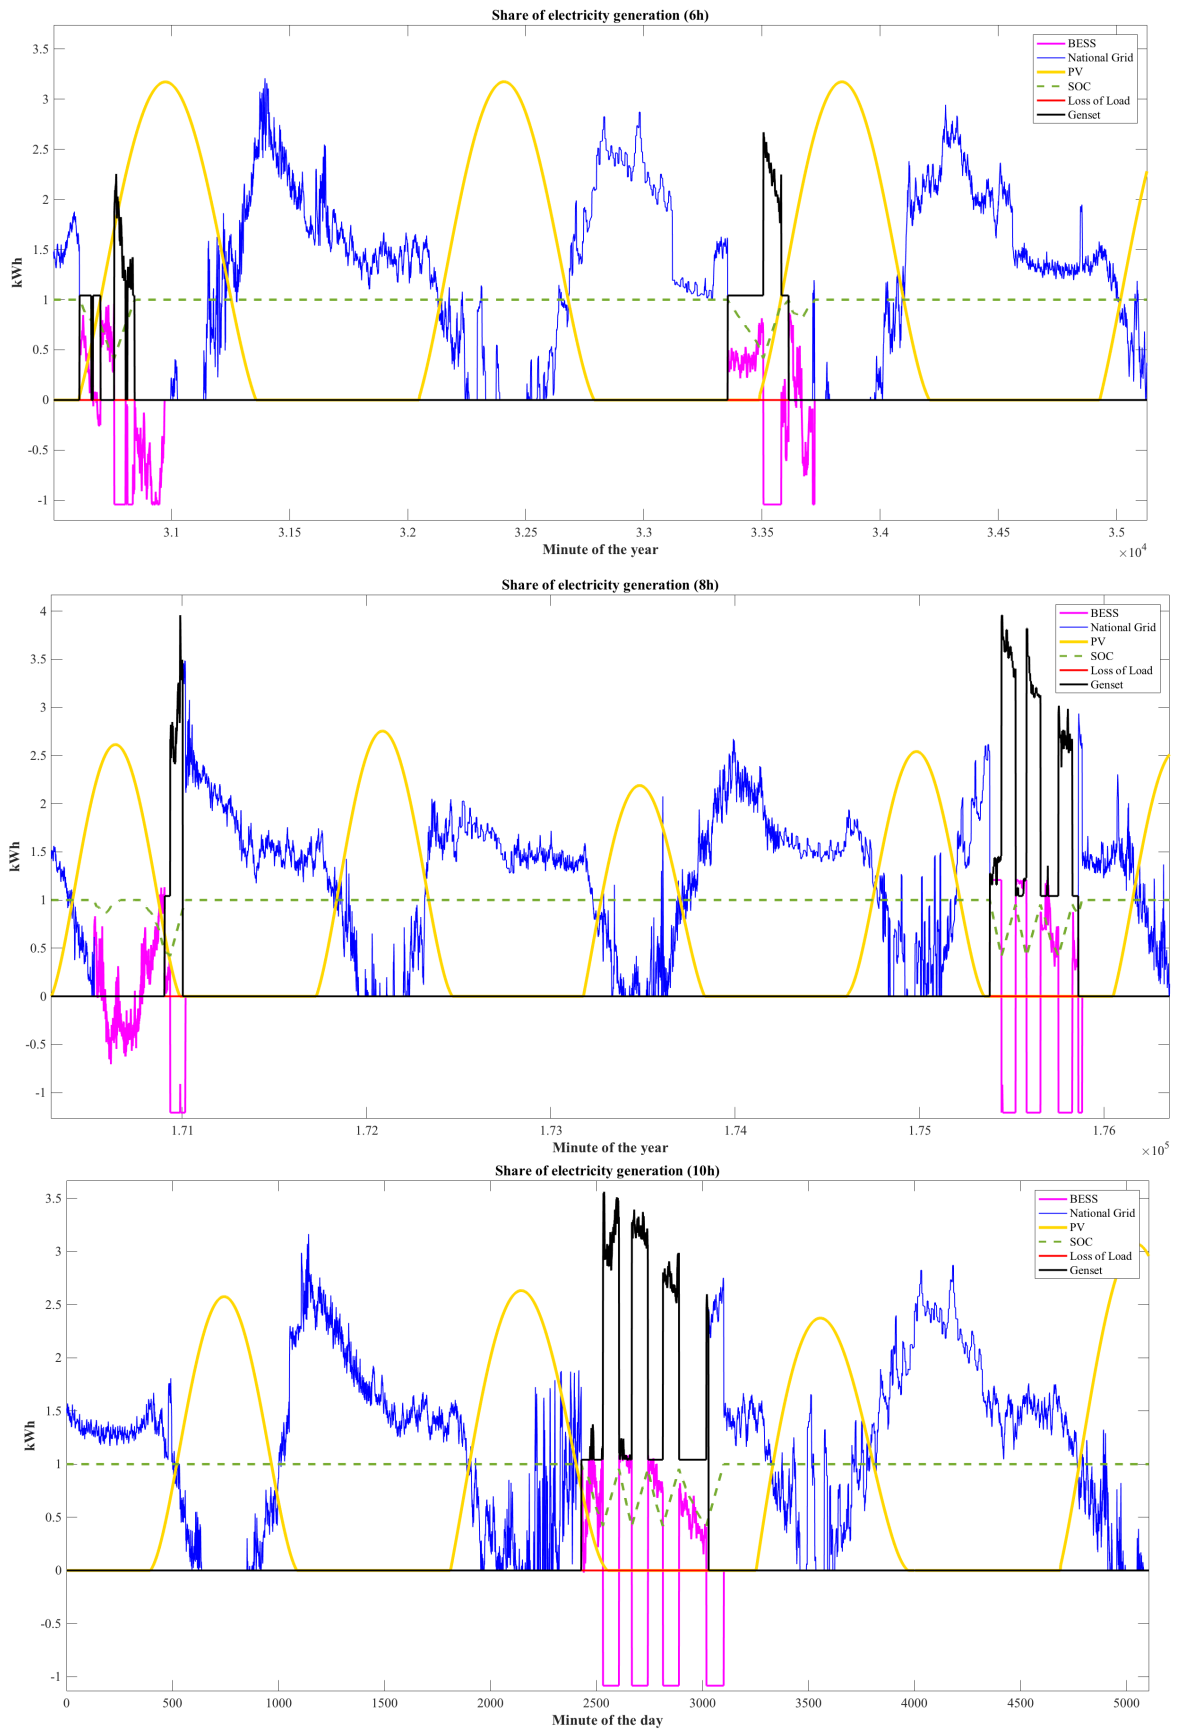 Share of electricity generation (6h)
3.5
3
2.5
2
1.5
1
0.5
0
-0.5
-1
kWh
BESS
National Grid
PV
SOC
Loss of Load
Genset
3.1
3.15
3.2
3.25
3.3
3.35
3.4
3.45
3.5
Minute of the year
×10^4
Share of electricity generation (8h)
4
3.5
3
2.5
2
1.5
1
0.5
0
-0.5
-1
kWh
BESS
National Grid
PV
SOC
Loss of Load
Genset
1.71
1.72
1.73
1.74
1.75
1.76
Minute of the year
×10^5
Share of electricity generation (10h)
3.5
3
2.5
2
1.5
1
0.5
0
-0.5
-1
kWh
BESS
National Grid
PV
SOC
Loss of Load
Genset
0
500
1000
1500
2000
2500
3000
3500
4000
4500
5000
Minute of the day